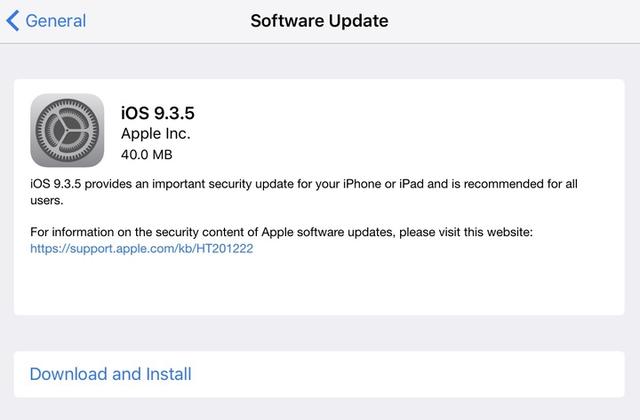 General
Software Update
iOS 9.3.5
Apple Inc.
40.0 MB
iOS 9.3.5 provides an important security update for your iPhone or iPad and is recommended for all
users.
For information on the security content of Apple software updates, please visit this website:
https://support.apple.com/kb/HT201222
Download and Install